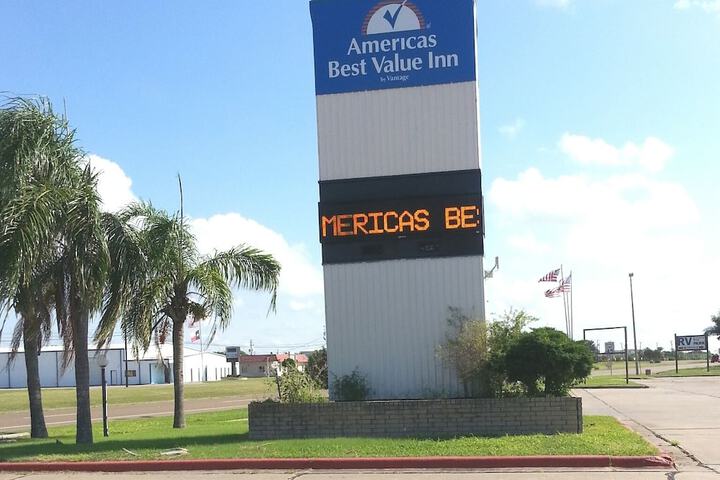 Americas
Best Value Inn
by Vantage
MERICAS BE
RV